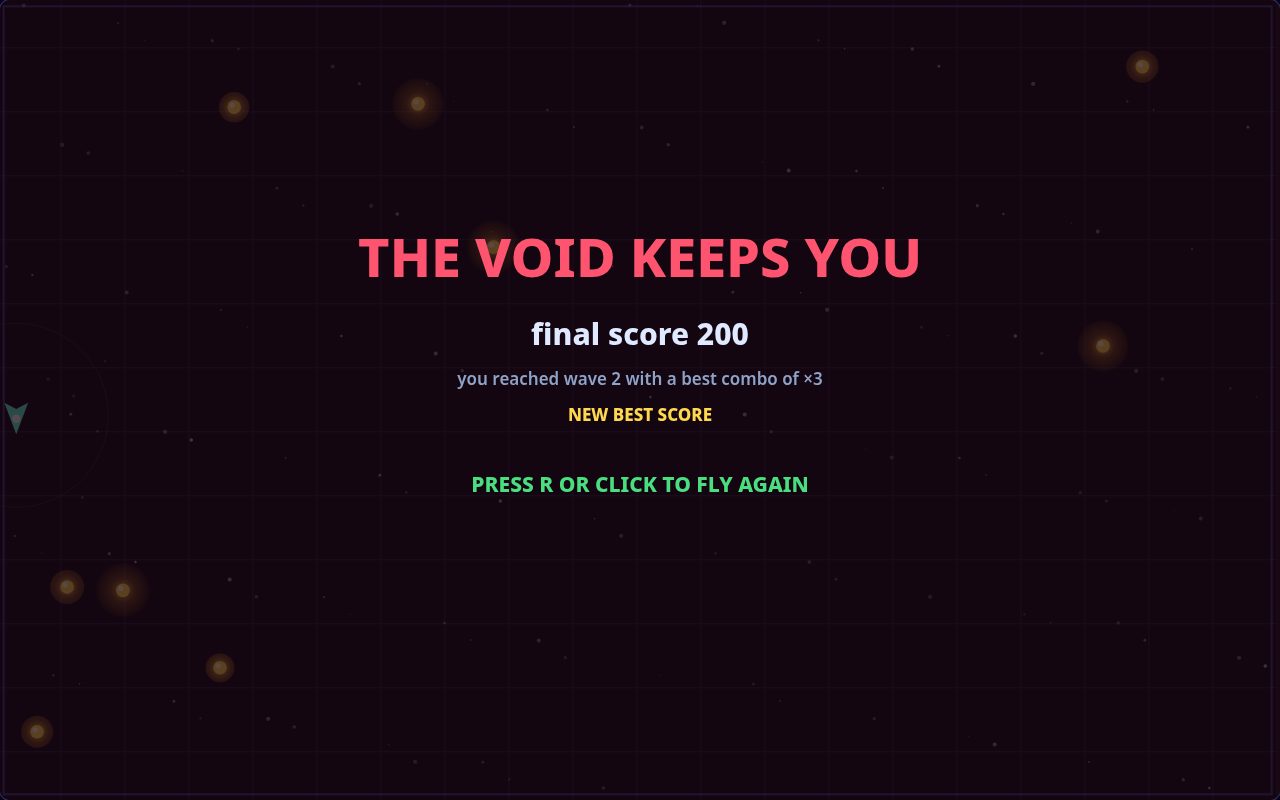 THE VOID KEEPS YOU
final score 200
you reached wave 2 with a best combo of ×3
NEW BEST SCORE
PRESS R OR CLICK TO FLY AGAIN